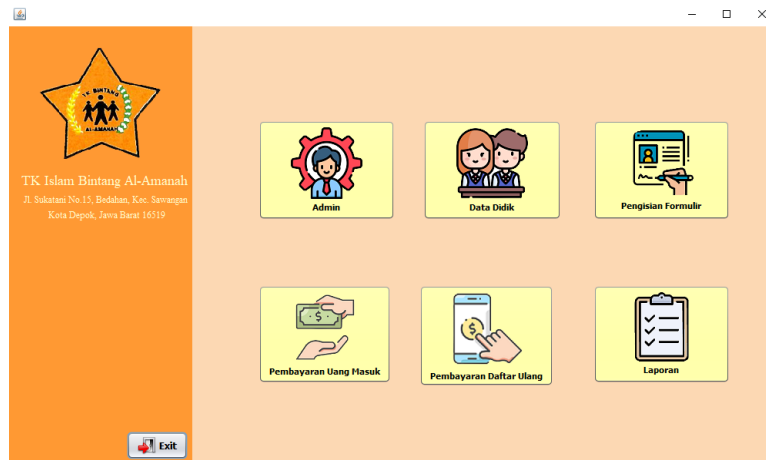 TK BINTANG
AL-AMANAH
TK Islam Bintang Al-Amanah
Jl. Sukatani No.15, Bedahan, Kec. Sawangan
Kota Depok, Jawa Barat 16519
Admin
Data Didik
Pengisian Formulir
Pembayaran Uang Masuk
Pembayaran Daftar Ulang
Laporan
Exit